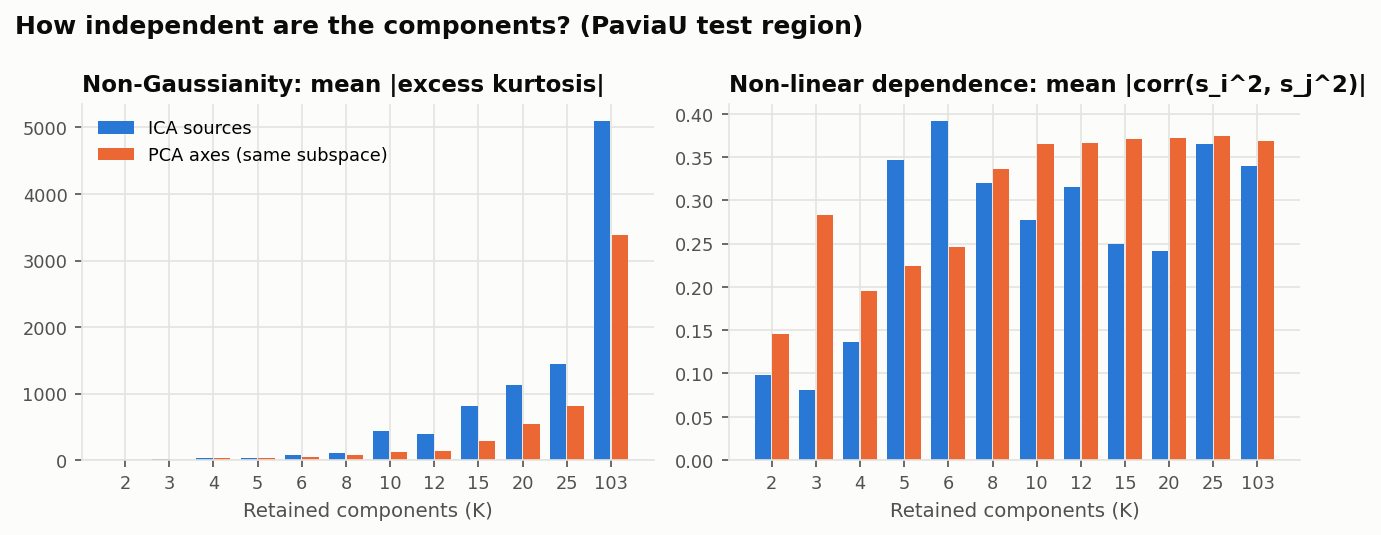 How independent are the components? (PaviaU test region)
Non-Gaussianity: mean |excess kurtosis|
ICA sources
PCA axes (same subspace)
5000
4000
3000
2000
1000
0
2 3 4 5 6 8 10 12 15 20 25 103
Retained components (K)
Non-linear dependence: mean |corr(s_i^2, s_j^2)|
0.40
0.35
0.30
0.25
0.20
0.15
0.10
0.05
0.00
2 3 4 5 6 8 10 12 15 20 25 103
Retained components (K)